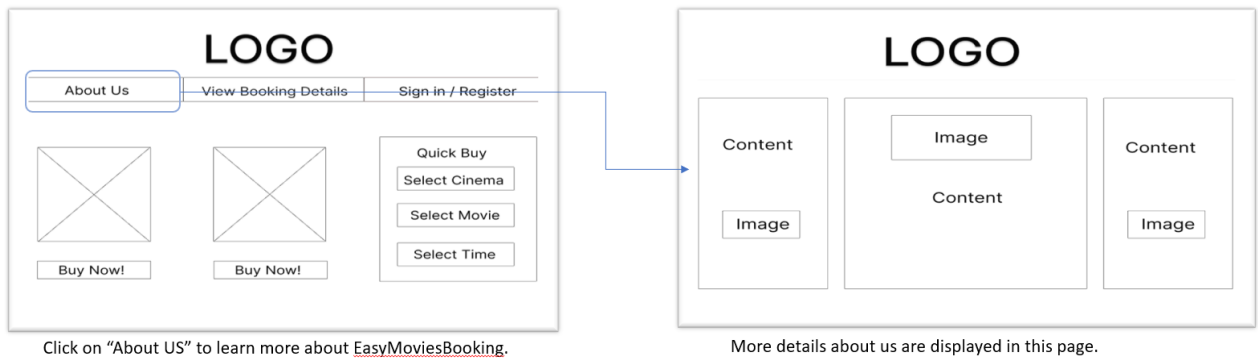 LOGO
About Us
View Booking Details
Sign in / Register
Quick Buy
Select Cinema
Select Movie
Select Time
Buy Now!
Buy Now!
Click on “About US” to learn more about EasyMoviesBooking.
LOGO
Content
Image
Image
Content
Content
Image
More details about us are displayed in this page.